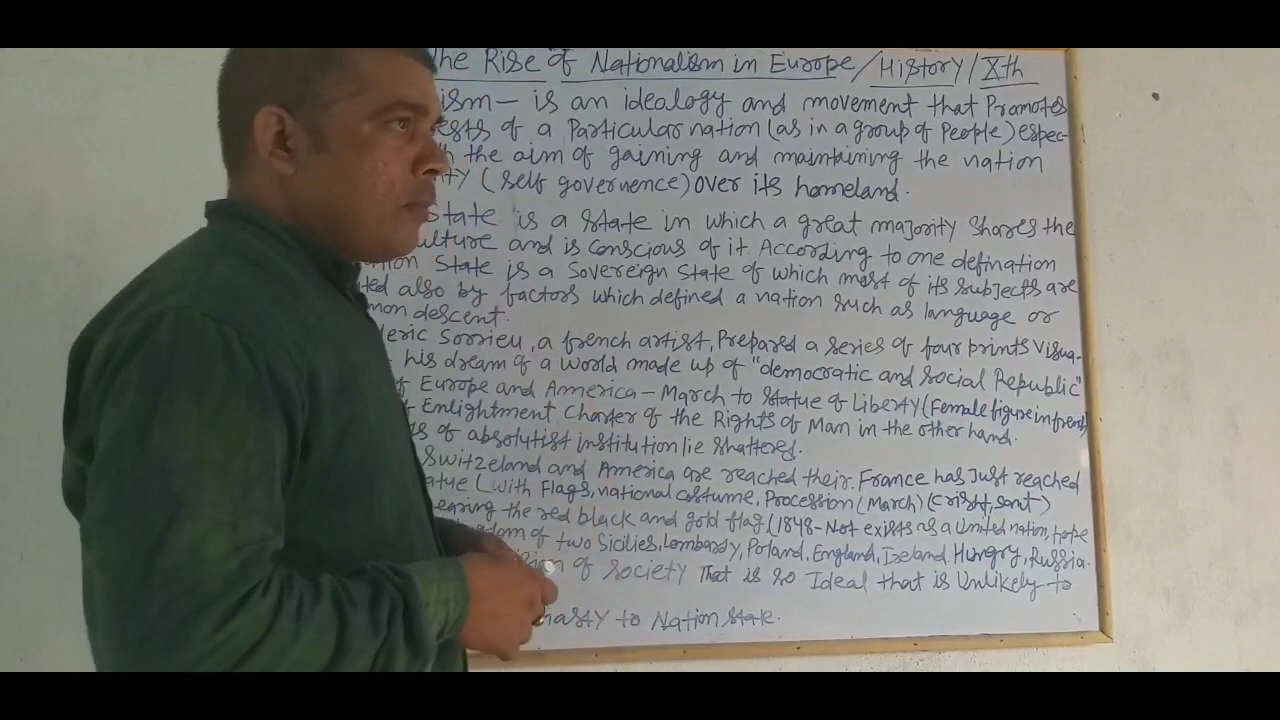 The Rise of Nationalism in Europe/History/Xth
ism - is an idealogy and movement that Promotes
ests of a Particular nation (as in a group of People) espec-
the aim of gaining and maintaining the nation
ty (self governence) over its homeland.
State is a state in which a great majority shares the
ulture and is conscious of it. According to one defination
State is a Sovereign State of which most of its subjects are
ted also by factors which defined a nation such as language or
mon descent.
deric Sorrieu, a french artist, Prepared a series of four prints visua-
his dream of a world made up of "democratic and social Republic"
of Europe and America - March to statue of Liberty (Female figure in french)
Enlightment Charter of the Rights of Man in the other hand.
of absolutist institution lie shattered.
Switzeland and America are reached their. France has Just reached
atue (with Flags, national costume, Procession (March) (
earing the red black and gold flag (1848-Not exists as a United nation, hope
of two Sicilies, Lombardy, Poland, England, Ireland, Hungry, Russia.
of society That is so Ideal that is Unlikely to
nasty to Nation state.